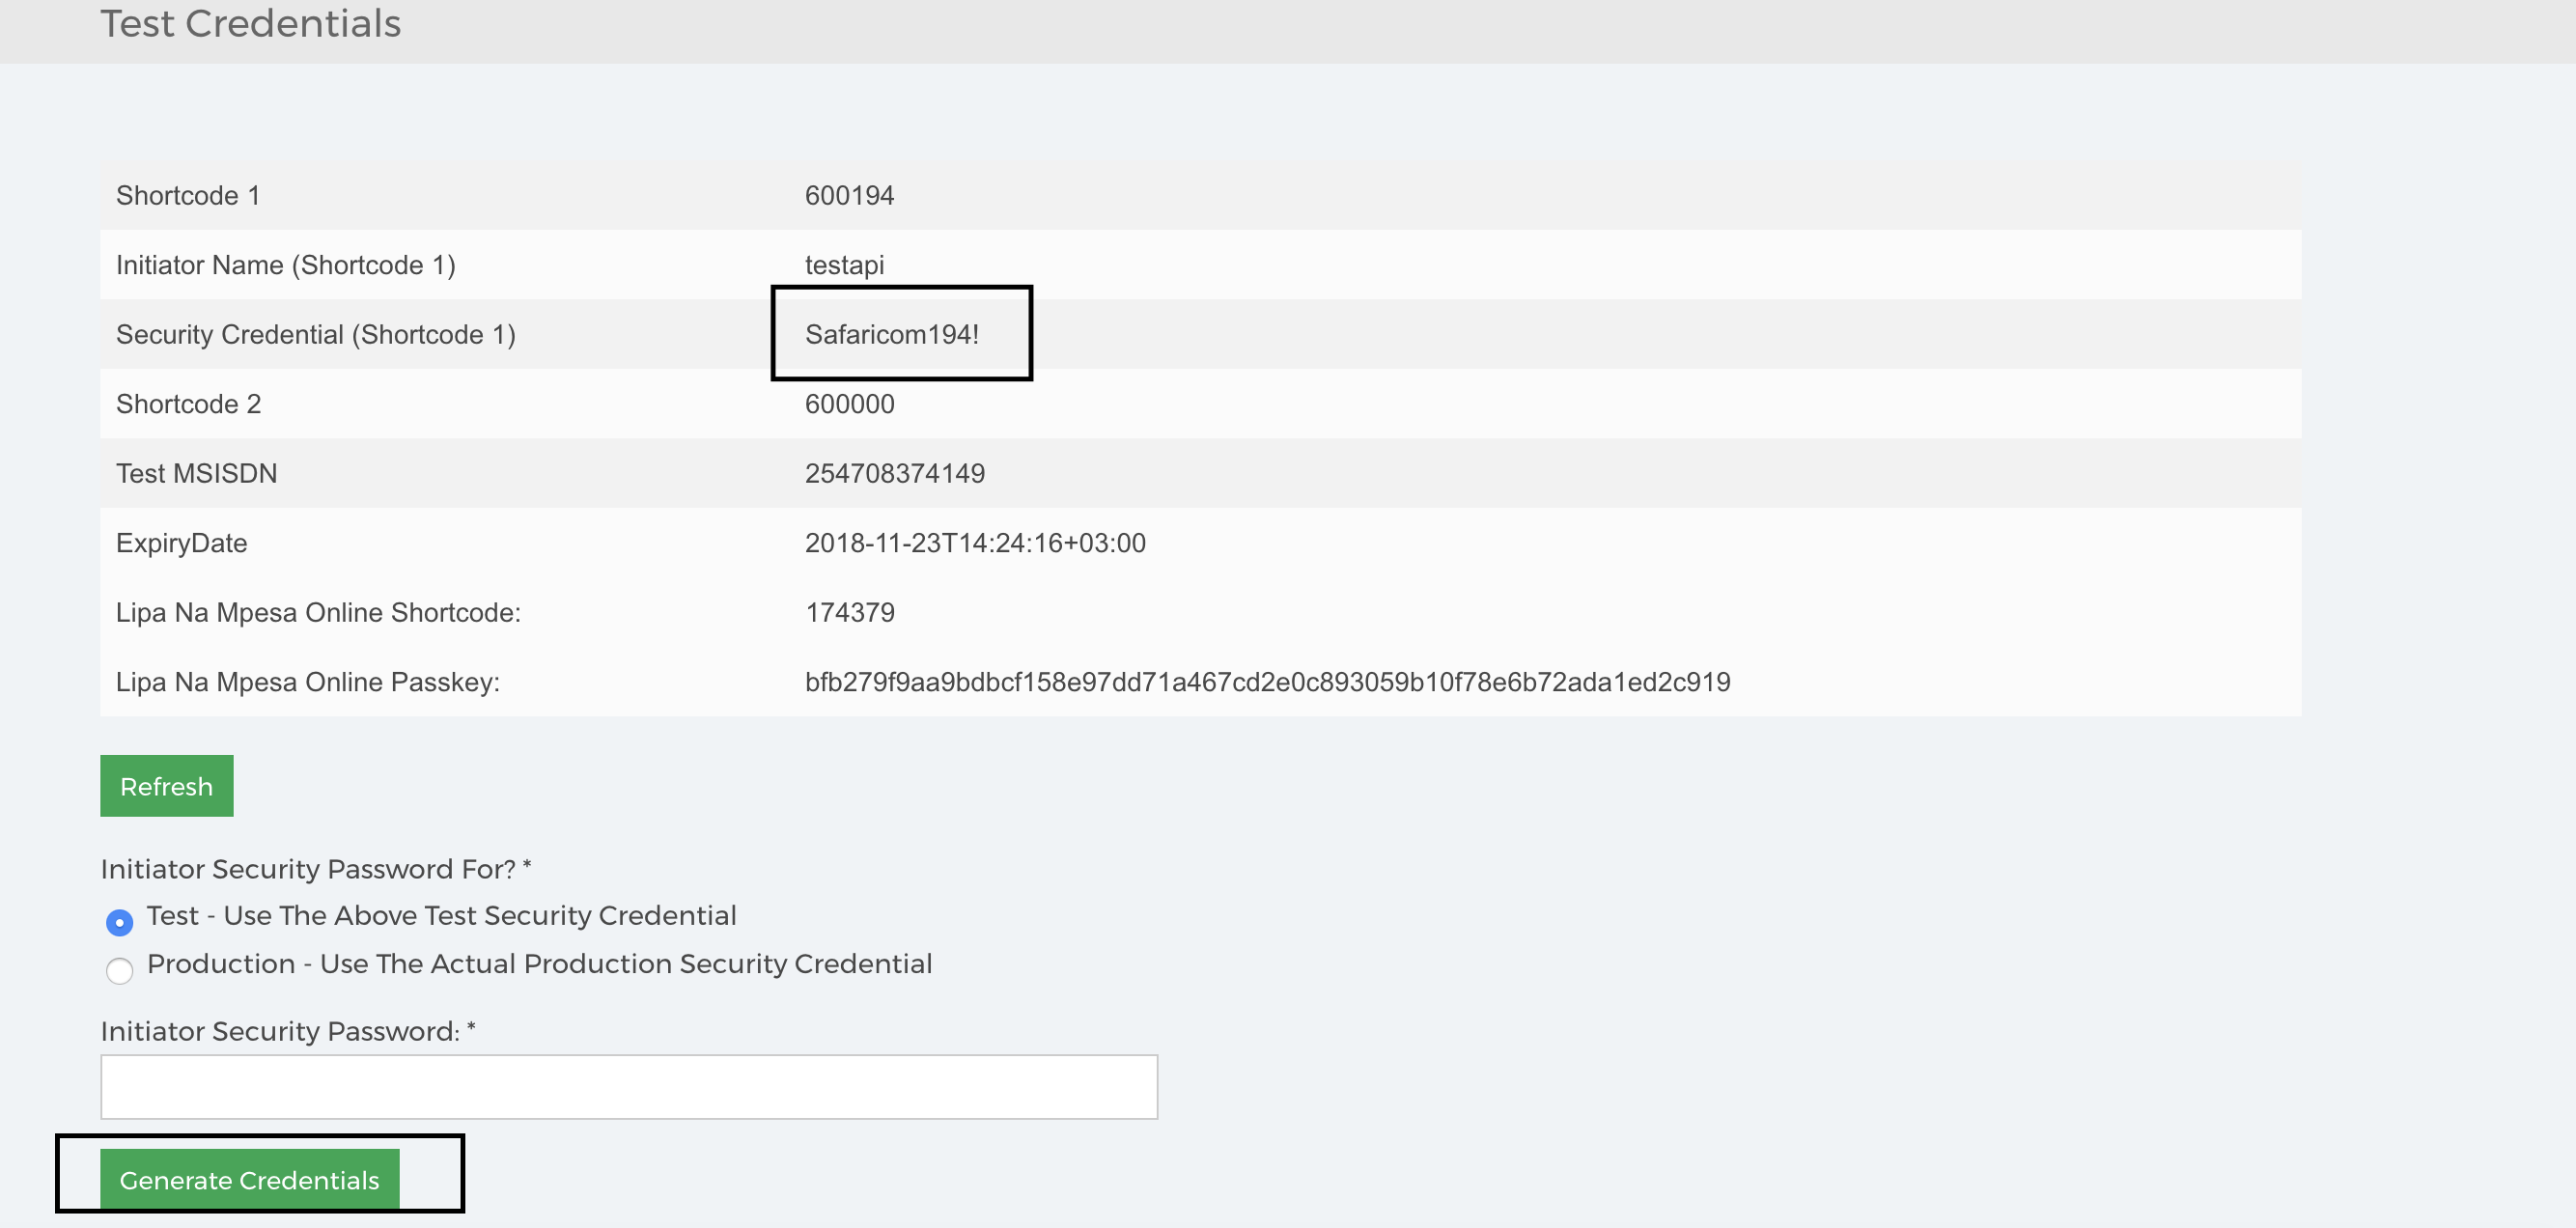 Test Credentials
Shortcode 1 600194
Initiator Name (Shortcode 1) testapi
Security Credential (Shortcode 1) Safaricom194!
Shortcode 2 600000
Test MSISDN 254708374149
ExpiryDate 2018-11-23T14:24:16+03:00
Lipa Na Mpesa Online Shortcode: 174379
Lipa Na Mpesa Online Passkey: bfb279f9aa9bdbcf158e97dd71a467cd2e0c893059b10f78e6b72ada1ed2c919
Refresh
Initiator Security Password For? *
Test - Use The Above Test Security Credential
Production - Use The Actual Production Security Credential
Initiator Security Password: *
Generate Credentials